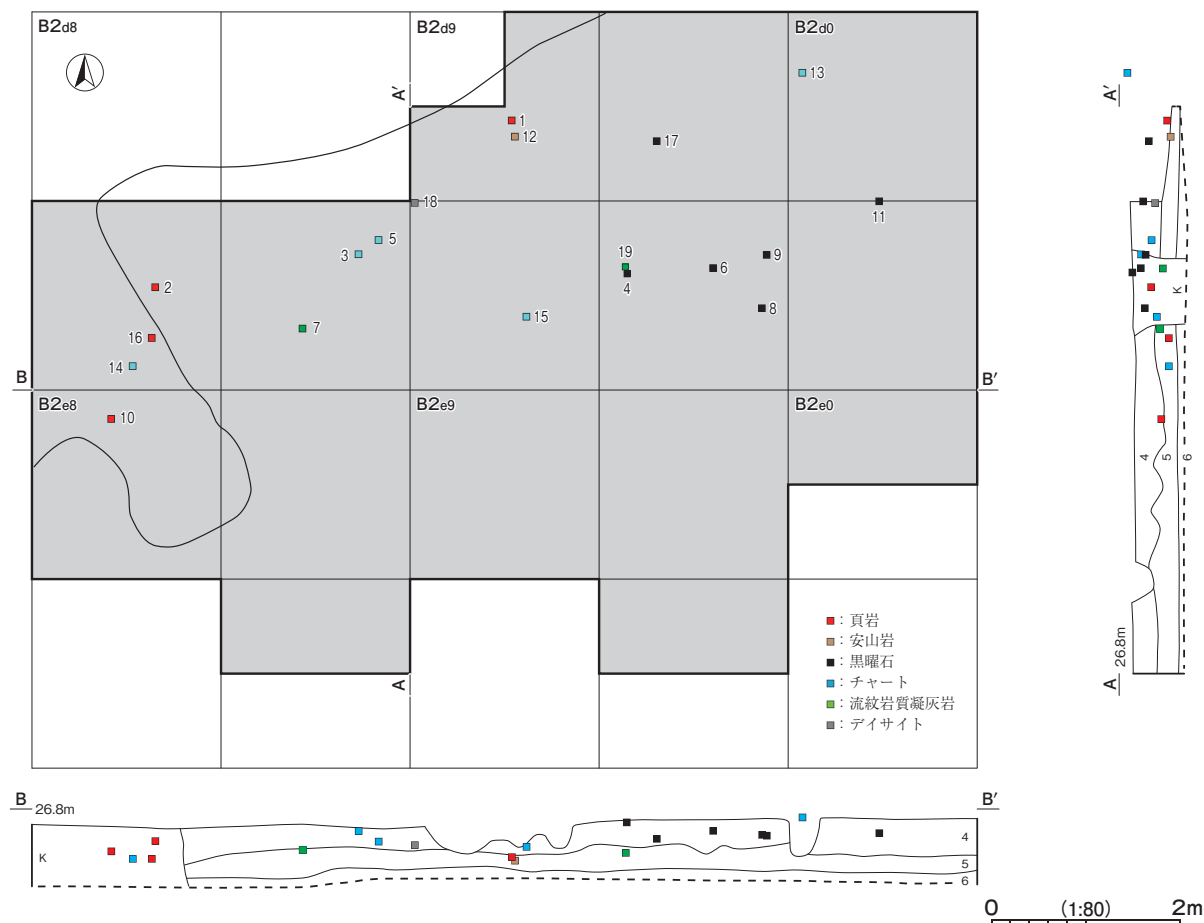 B2d8
B2d9
B2d0
A′
A′
13
1
12
17
18
11
5
3
19
9
2
6
4
7
15
8
16
14
B
B′
B2e8
B2e9
B2e0
10
K
4
5
6
：頁岩
：安山岩
：黒曜石
：チャート
：流紋岩質凝灰岩
：デイサイト
A
A
26.8m
B
26.8m
B′
K
4
5
6
0
(1:80)
2m